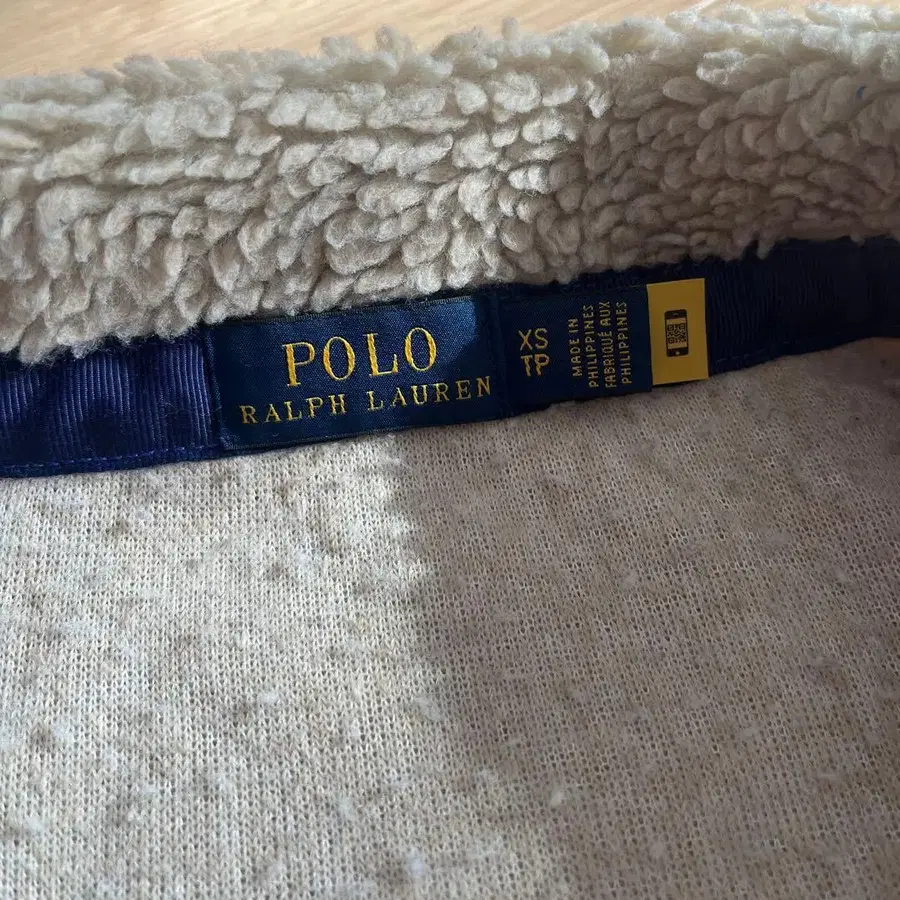 POLO
RALPH LAUREN
XS
TP
MADE IN
PHILIPPINES
FABRIQUÉ AUX
PHILIPPINES